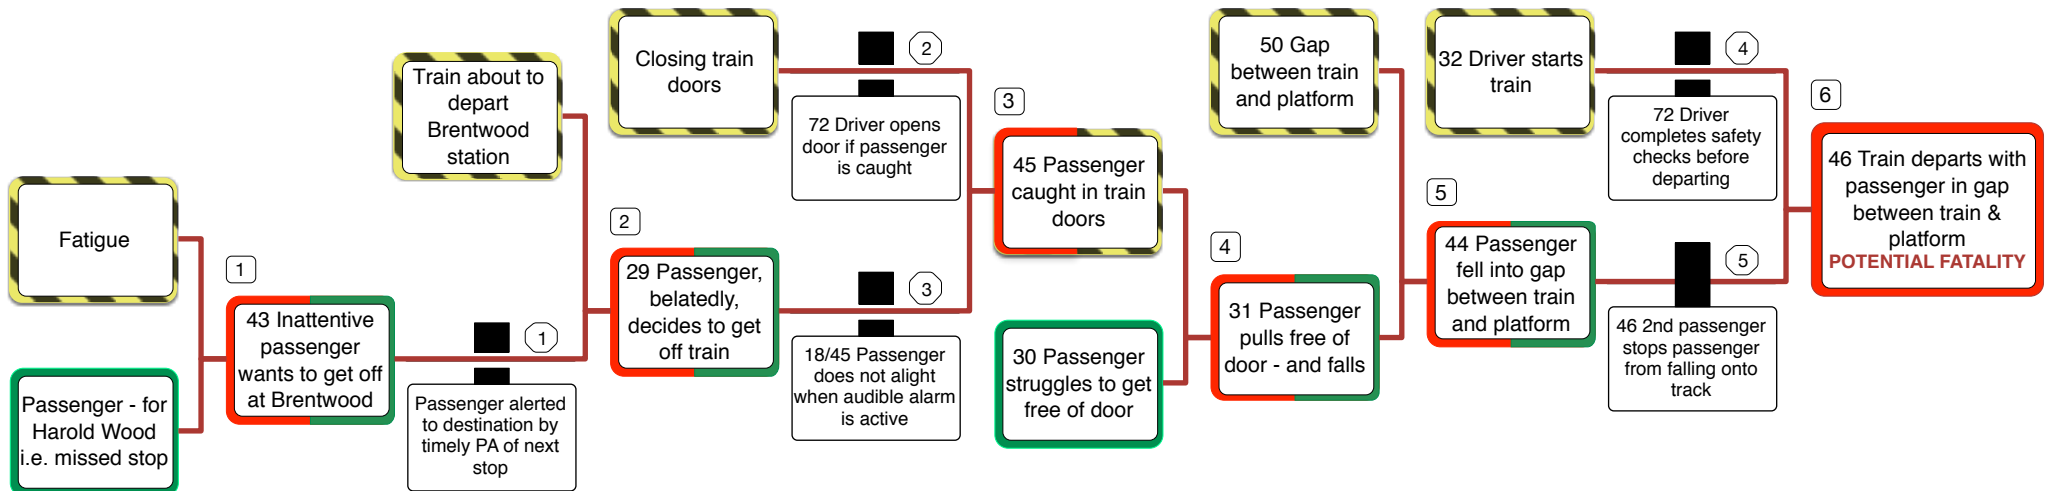 Fatigue
Passenger - for
Harold Wood
i.e. missed stop
1
43 Inattentive
passenger
wants to get off
at Brentwood
Train about to
depart
Brentwood
station
1
Passenger alerted
to destination by
timely PA of next
stop
2
29 Passenger,
belatedly,
decides to get
off train
Closing train
doors
2
72 Driver opens
door if passenger
is caught
3
18/45 Passenger
does not alight
when audible alarm
is active
3
45 Passenger
caught in train
doors
30 Passenger
struggles to get
free of door
4
31 Passenger
pulls free of
door - and falls
50 Gap
between train
and platform
5
44 Passenger
fell into gap
between train
and platform
32 Driver starts
train
4
72 Driver
completes safety
checks before
departing
5
46 2nd passenger
stops passenger
from falling onto
track
6
46 Train departs with
passenger in gap
between train &
platform
POTENTIAL FATALITY